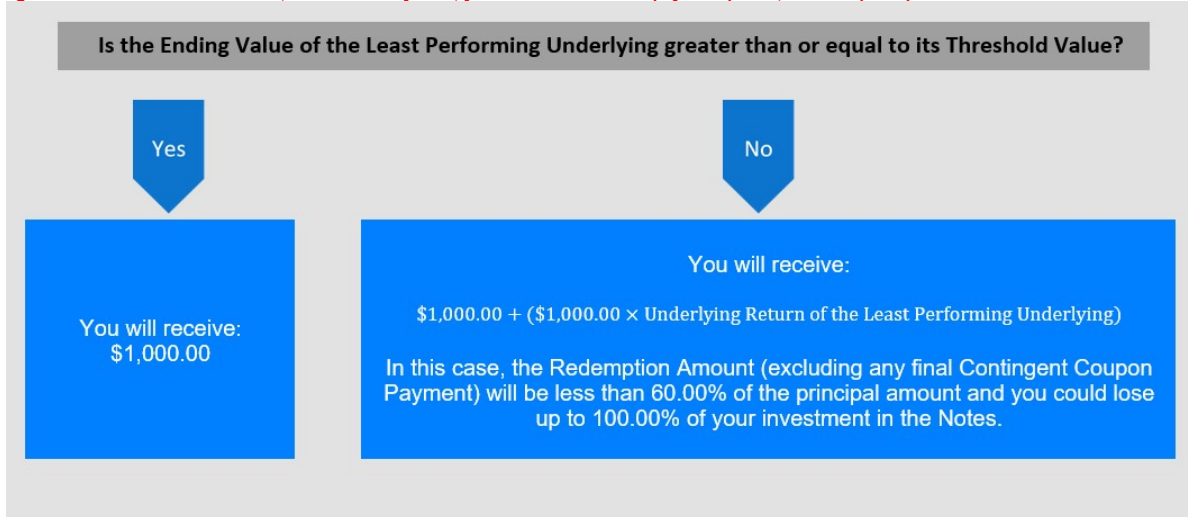 Is the Ending Value of the Least Performing Underlying greater than or equal to its Threshold Value?
Yes
No
You will receive:
$1,000.00
You will receive:
$1,000.00 + ($1,000.00 × Underlying Return of the Least Performing Underlying)
In this case, the Redemption Amount (excluding any final Contingent Coupon
Payment) will be less than 60.00% of the principal amount and you could lose
up to 100.00% of your investment in the Notes.